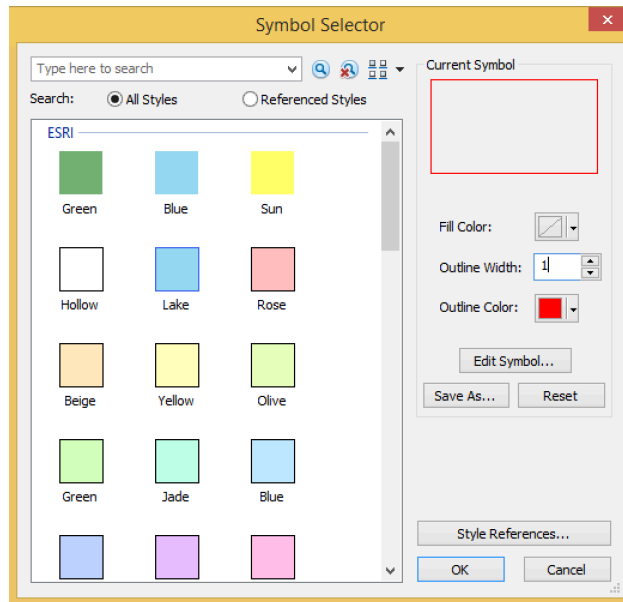 Symbol Selector
Type here to search
Search: All Styles Referenced Styles
ESRI
Green Blue Sun
Hollow Lake Rose
Beige Yellow Olive
Green Jade Blue
Current Symbol
Fill Color:
Outline Width: 1
Outline Color:
Edit Symbol...
Save As... Reset
Style References...
OK Cancel